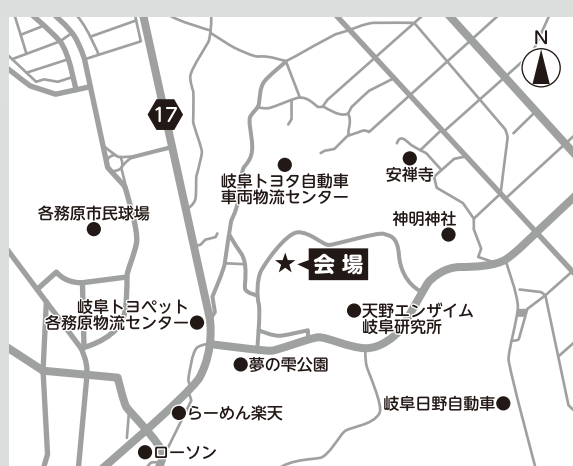 N
17
岐阜トヨタ自動車
車両物流センター
安禅寺
各務原市民球場
神明神社
★ 会場
岐阜トヨペット
各務原物流センター
天野エンザイム
岐阜研究所
夢の雫公園
岐阜日野自動車
らーめん楽天
ローソン